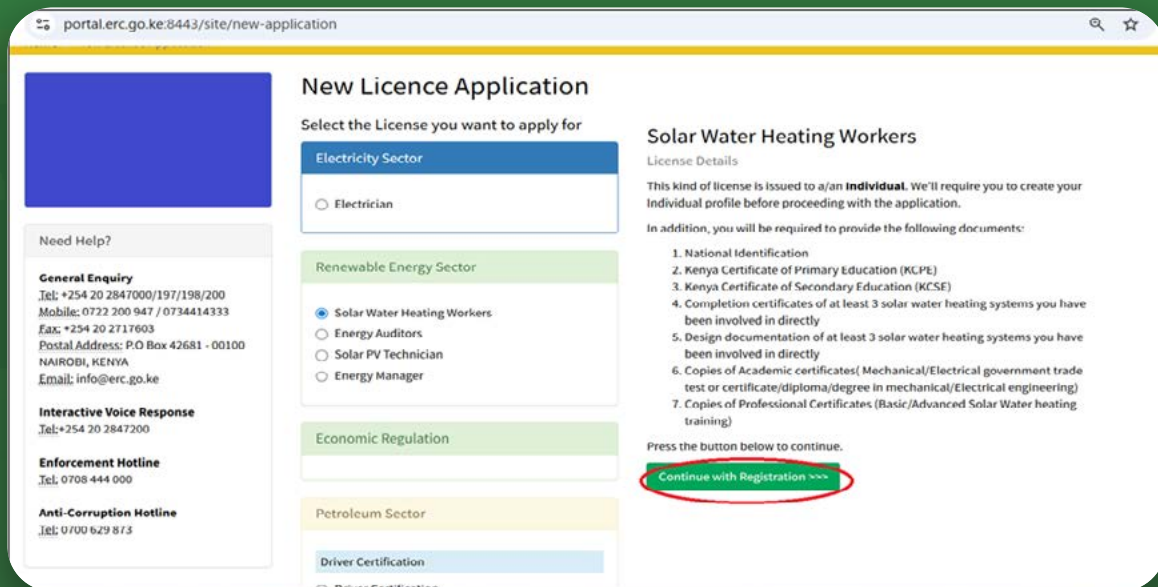 portal.erc.go.ke:8443/site/new-application
New Licence Application
Select the License you want to apply for
Electricity Sector
Electrician
Renewable Energy Sector
Solar Water Heating Workers
Energy Auditors
Solar PV Technician
Energy Manager
Economic Regulation
Petroleum Sector
Driver Certification
Driver Certification
Need Help?
General Enquiry
Tel: +254 20 2847000/197/198/200
Mobile: 0722 200 947 / 0734414333
Fax: +254 20 2717603
Postal Address: P.O Box 42681 - 00100
NAIROBI, KENYA
Email: info@erc.go.ke
Interactive Voice Response
Tel:+254 20 2847200
Enforcement Hotline
Tel: 0708 444 000
Anti-Corruption Hotline
Tel: 0700 629 873
Solar Water Heating Workers
License Details
This kind of license is issued to a/an Individual. We'll require you to create your
Individual profile before proceeding with the application.
In addition, you will be required to provide the following documents:
1. National Identification
2. Kenya Certificate of Primary Education (KCPE)
3. Kenya Certificate of Secondary Education (KCSE)
4. Completion certificates of at least 3 solar water heating systems you have
been involved in directly
5. Design documentation of at least 3 solar water heating systems you have
been involved in directly
6. Copies of Academic certificates( Mechanical/Electrical government trade
test or certificate/diploma/degree in mechanical/Electrical engineering)
7. Copies of Professional Certificates (Basic/Advanced Solar Water heating
training)
Press the button below to continue.
Continue with Registration >>>